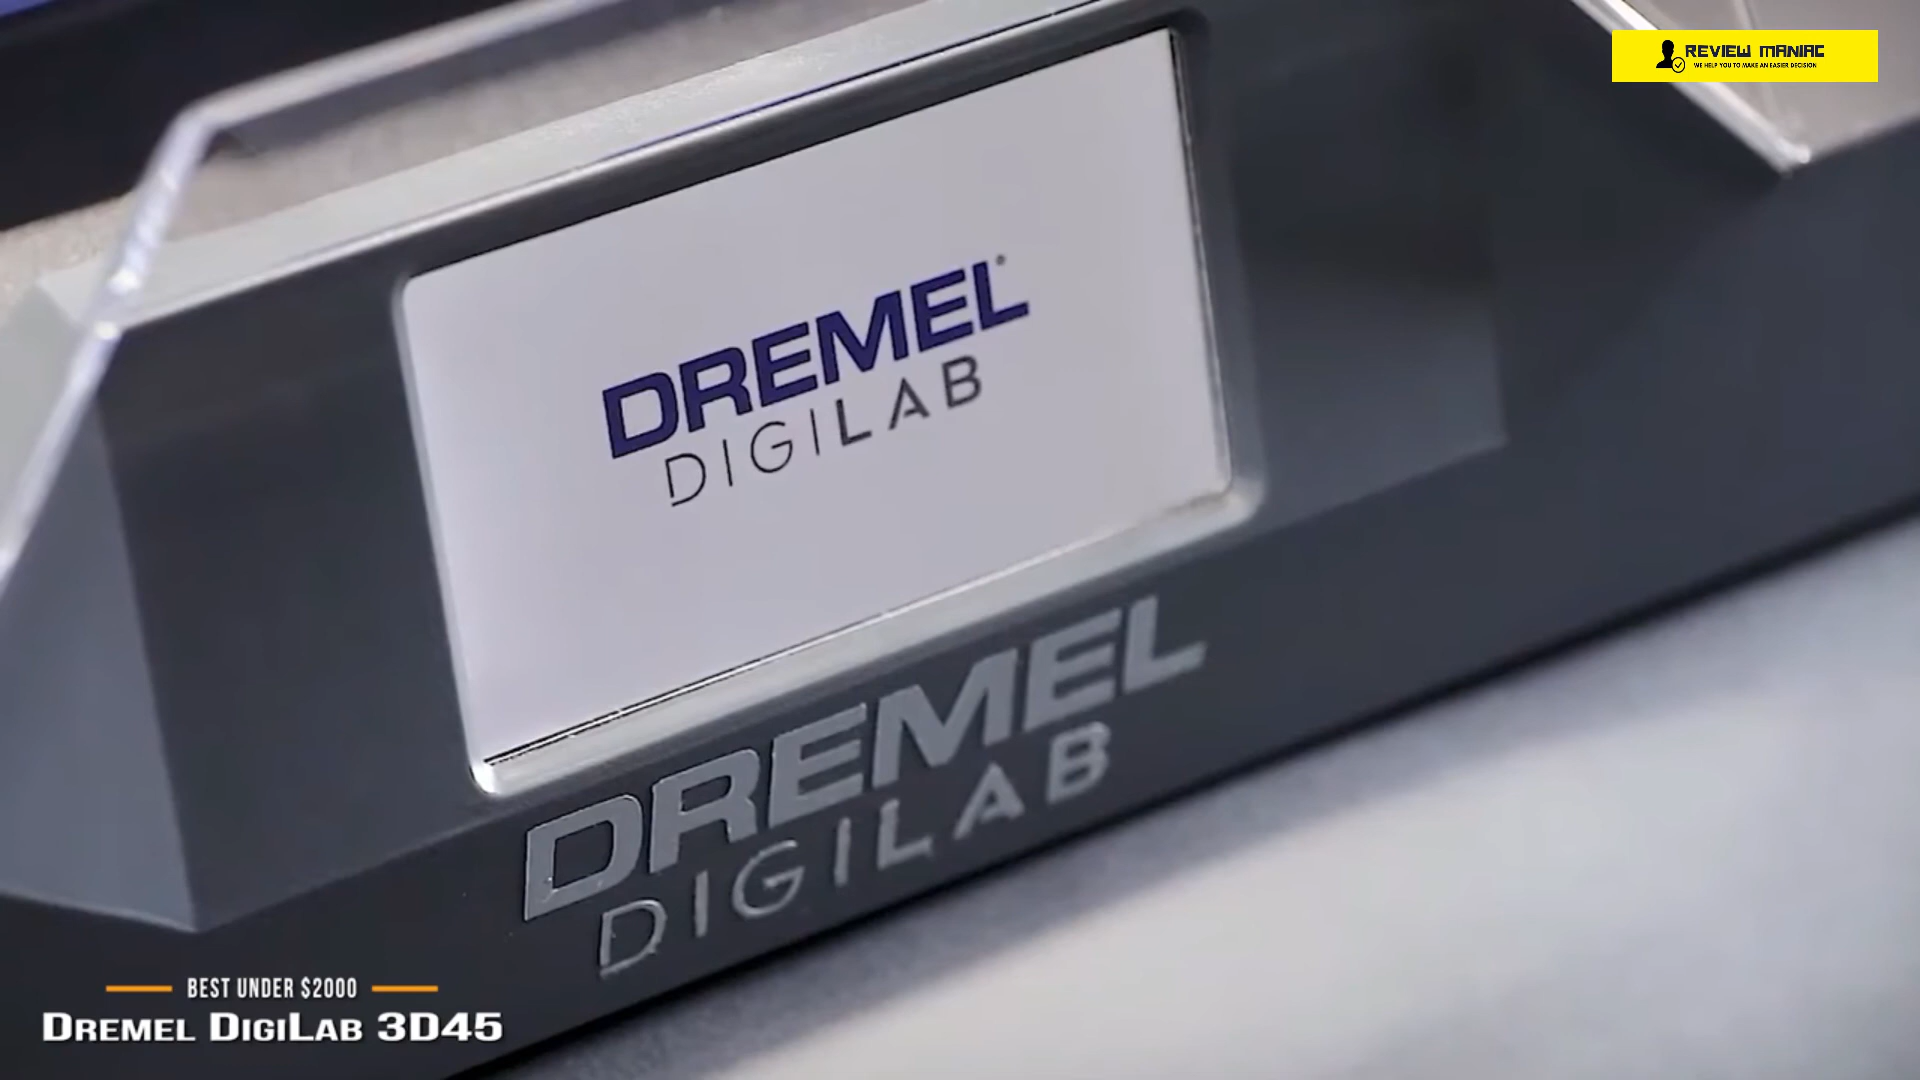 REVIEW MANIAC
WE HELP YOU TO MAKE AN EASIER DECISION
DREMEL
DIGILAB
DREMEL
DIGILAB
BEST UNDER $2000
DREMEL DIGILAB 3D45